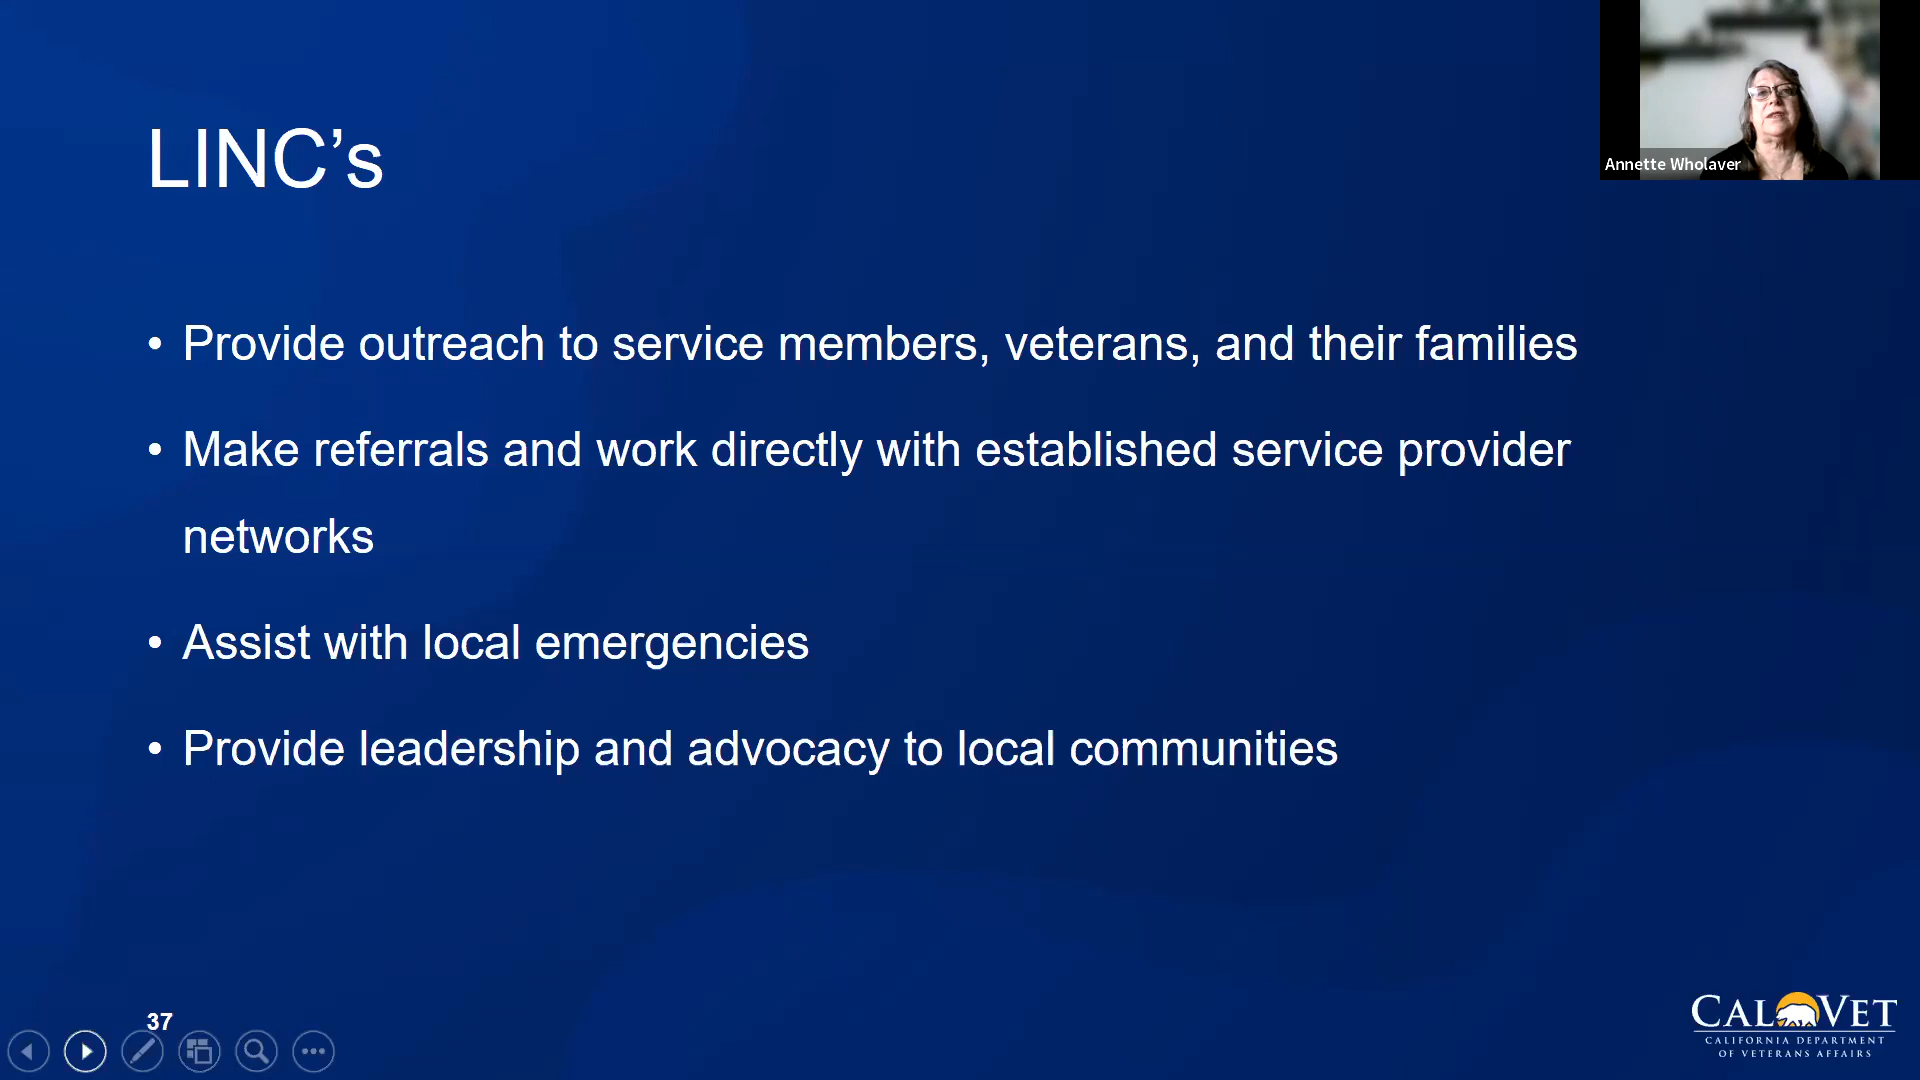 LINC’s
Annette Wholaver
• Provide outreach to service members, veterans, and their families
• Make referrals and work directly with established service provider
networks
• Assist with local emergencies
• Provide leadership and advocacy to local communities
37
CALVET
CALIFORNIA DEPARTMENT
OF VETERANS AFFAIRS